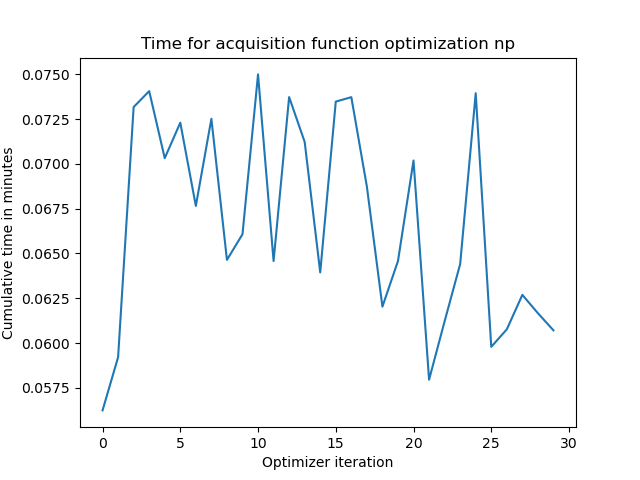 Time for acquisition function optimization np
Cumulative time in minutes
0.0750
0.0725
0.0700
0.0675
0.0650
0.0625
0.0600
0.0575
0 5 10 15 20 25 30
Optimizer iteration